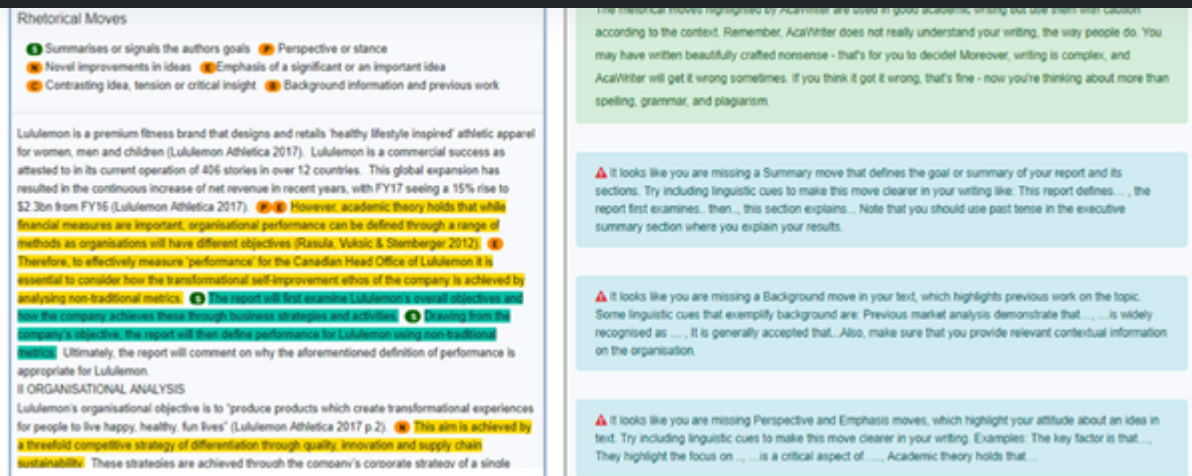 Rhetorical Moves
S Summarises or signals the authors goals P Perspective or stance
N Novel improvements in ideas E Emphasis of a significant or an important idea
C Contrasting idea, tension or critical insight B Background information and previous work
Lululemon is a premium fitness brand that designs and retails 'healthy lifestyle inspired' athletic apparel
for women, men and children (Lululemon Athletica 2017). Lululemon is a commercial success as
attested to in its current operation of 406 stories in over 12 countries. This global expansion has
resulted in the continuous increase of net revenue in recent years, with FY17 seeing a 15% rise to
$2.3bn from FY16 (Lululemon Athletica 2017). P E However, academic theory holds that while
financial measures are important, organisational performance can be defined through a range of
methods as organisations will have different objectives (Rasula, Vuksic & Stemberger 2012). E
Therefore, to effectively measure 'performance' for the Canadian Head Office of Lululemon it is
essential to consider how the transformational self-improvement ethos of the company is achieved by
analysing non-traditional metrics. S The report will first examine Lululemon's overall objectives and
how the company achieves these through business strategies and activities. S Drawing from the
company's objective, the report will then define performance for Lululemon using non-traditional
metrics. Ultimately, the report will comment on why the aforementioned definition of performance is
appropriate for Lululemon.
II ORGANISATIONAL ANALYSIS
Lululemon's organisational objective is to "produce products which create transformational experiences
for people to live happy, healthy, fun lives" (Lululemon Athletica 2017 p.2). N This aim is achieved by
a threefold competitive strategy of differentiation through quality, innovation and supply chain
sustainability. These strategies are achieved through the company's corporate strategy of a single
The rhetorical moves highlighted by AcaWriter are used in good academic writing but use them with caution
according to the context. Remember, AcaWriter does not really understand your writing, the way people do. You
may have written beautifully crafted nonsense - that's for you to decide! Moreover, writing is complex, and
AcaWriter will get it wrong sometimes. If you think it got it wrong, that's fine - now you're thinking about more than
spelling, grammar, and plagiarism.
It looks like you are missing a Summary move that defines the goal or summary of your report and its
sections. Try including linguistic cues to make this move clearer in your writing like: This report defines... , the
report first examines.. then.., this section explains... Note that you should use past tense in the executive
summary section where you explain your results.
It looks like you are missing a Background move in your text, which highlights previous work on the topic.
Some linguistic cues that exemplify background are: Previous market analysis demonstrate that..., ...is widely
recognised as ... , It is generally accepted that...Also, make sure that you provide relevant contextual information
on the organisation.
It looks like you are missing Perspective and Emphasis moves, which highlight your attitude about an idea in
text. Try including linguistic cues to make this move clearer in your writing. Examples: The key factor is that...,
They highlight the focus on .., ...is a critical aspect of....., Academic theory holds that...